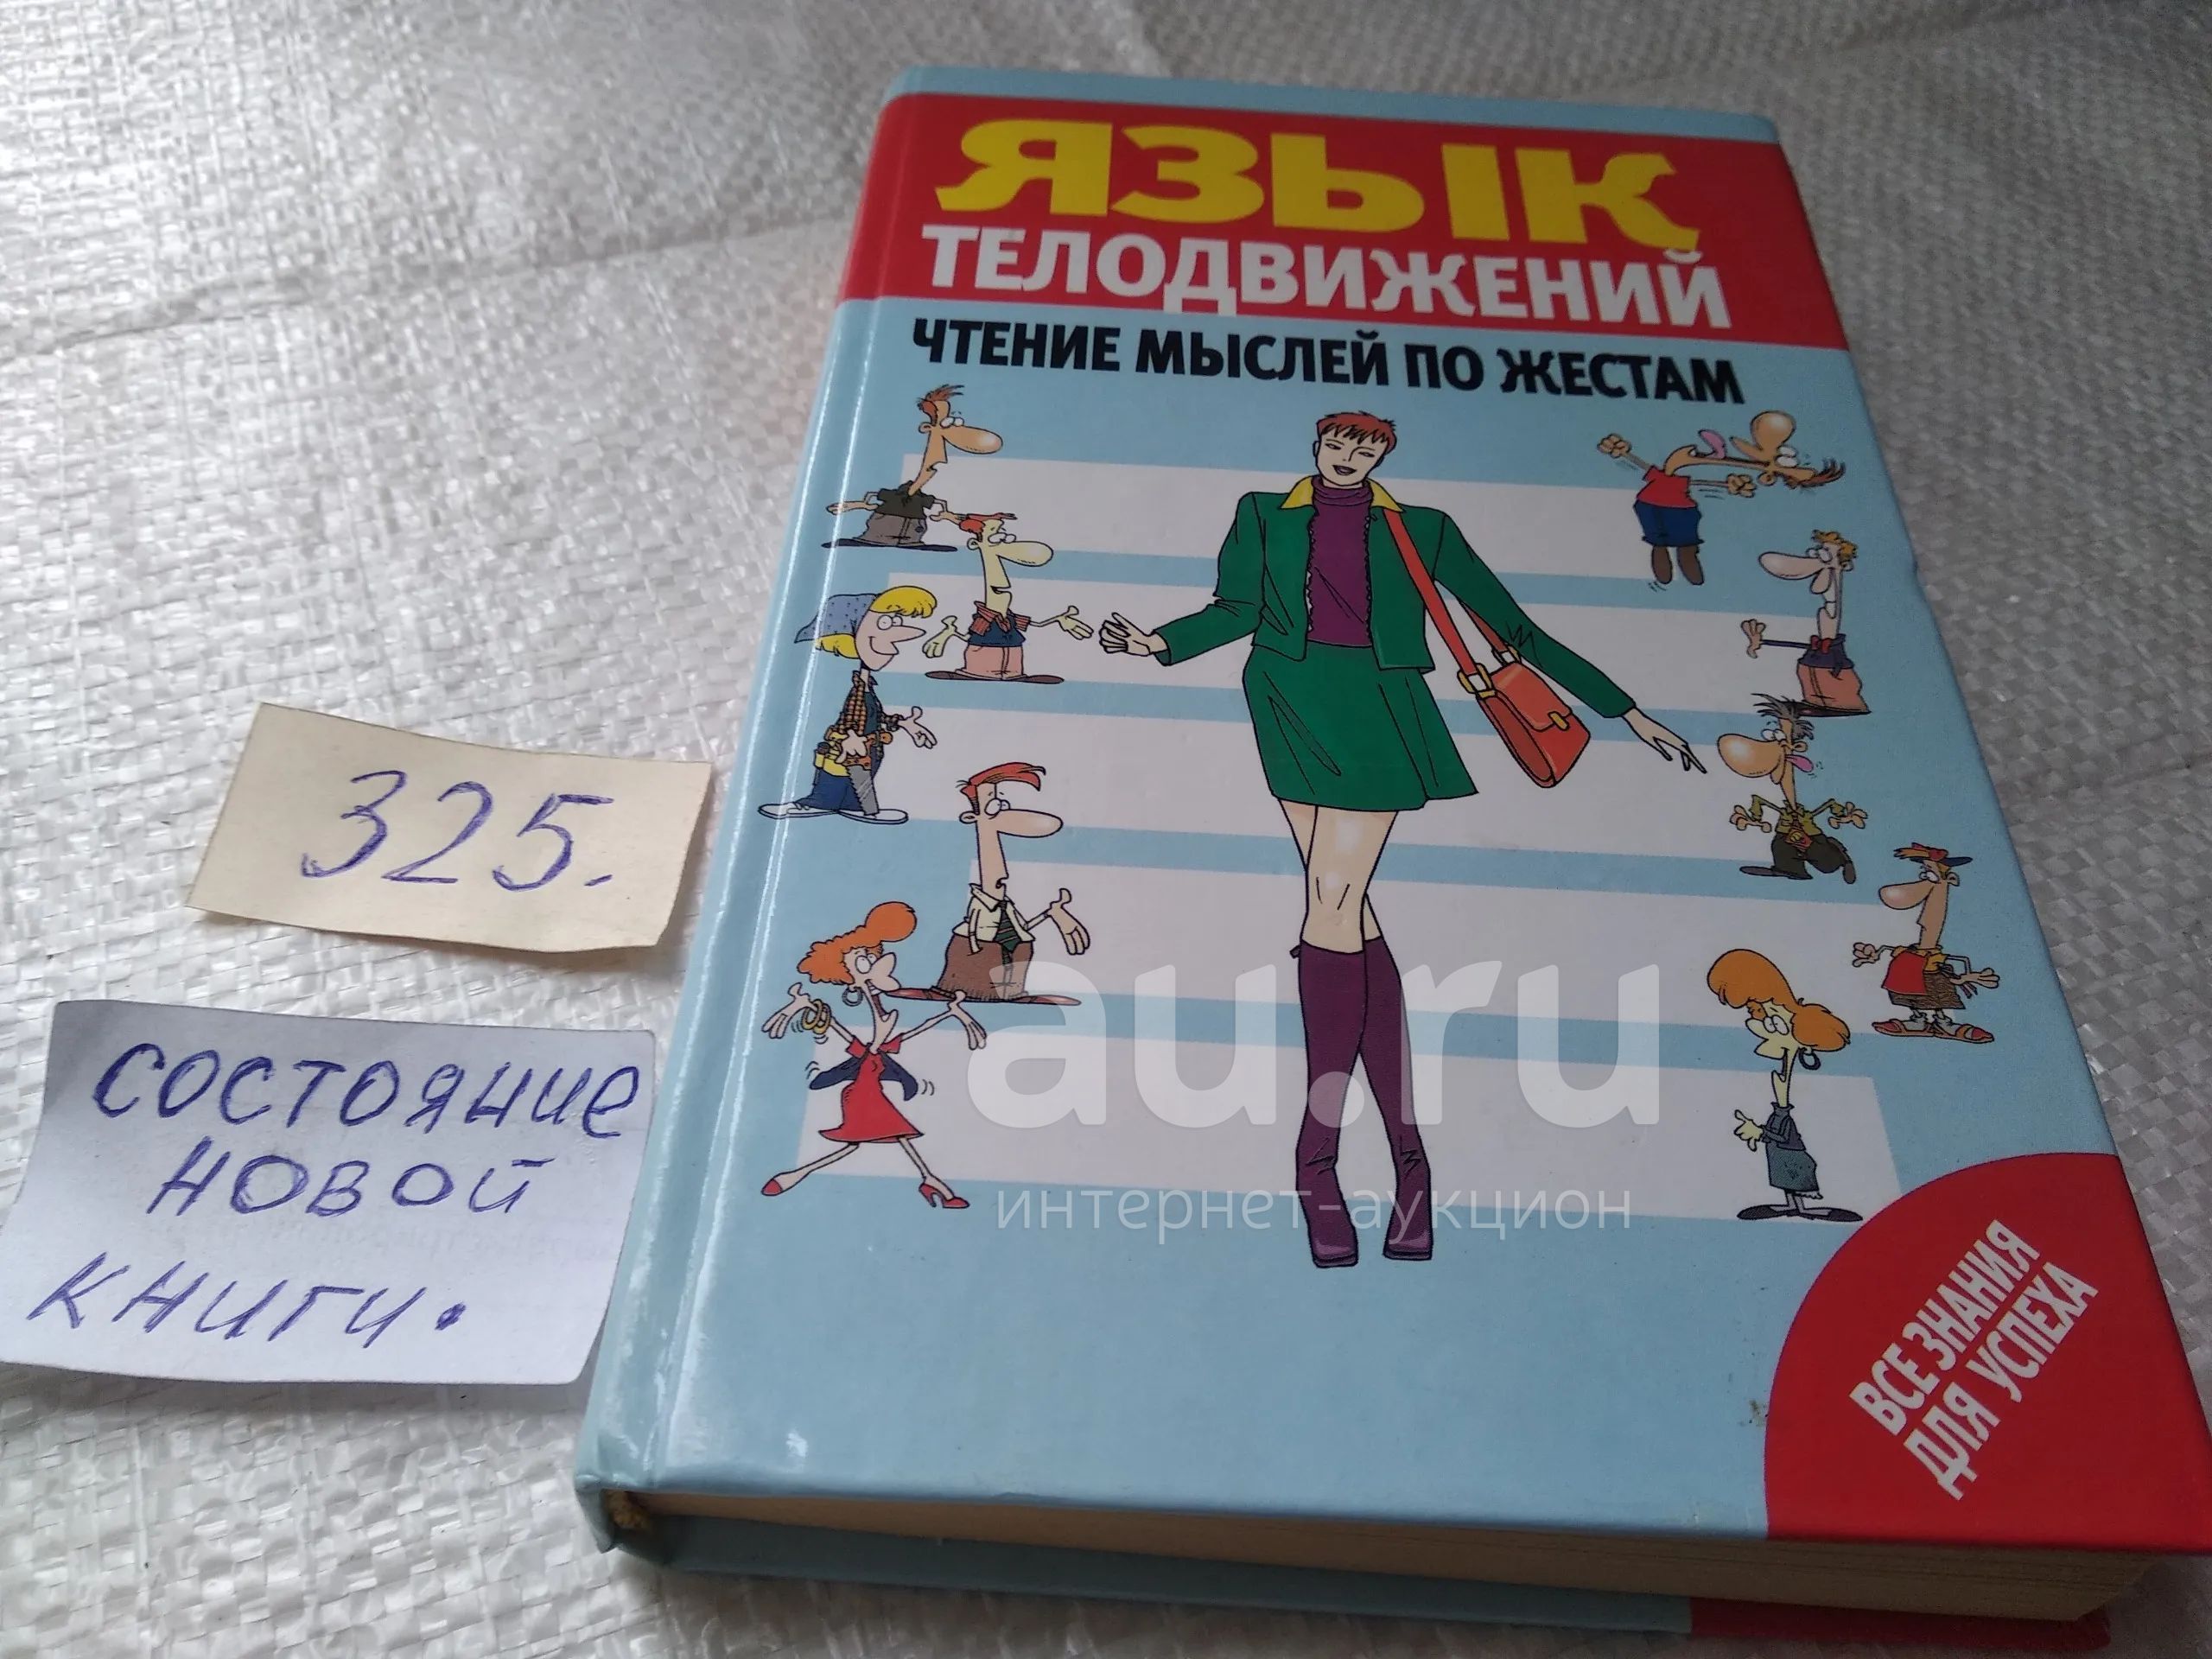 ЯЗЫК
ТЕЛОДВИЖЕНИЙ
ЧТЕНИЕ МЫСЛЕЙ ПО ЖЕСТАМ
325.
СОСТОЯНИЕ
НОВОЙ
КНИГИ.
au.ru
интернет-аукцион
ВСЕ ЗНАНИЯ
ДЛЯ УСПЕХА